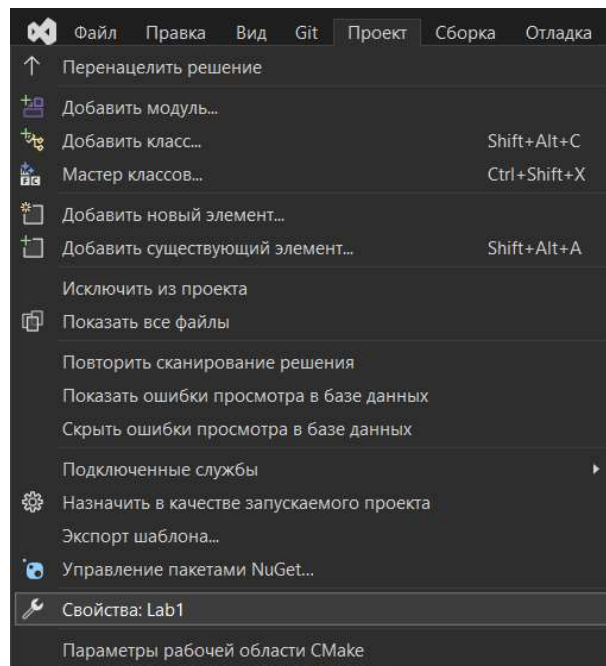 Файл Правка Вид Git Проект Сборка Отладка
Перенацелить решение
Добавить модуль...
Добавить класс... Shift+Alt+C
Мастер классов... Ctrl+Shift+X
Добавить новый элемент...
Добавить существующий элемент... Shift+Alt+A
Исключить из проекта
Показать все файлы
Повторить сканирование решения
Показать ошибки просмотра в базе данных
Скрыть ошибки просмотра в базе данных
Подключенные службы
Назначить в качестве запускаемого проекта
Экспорт шаблона...
Управление пакетами NuGet...
Свойства: Lab1
Параметры рабочей области CMake